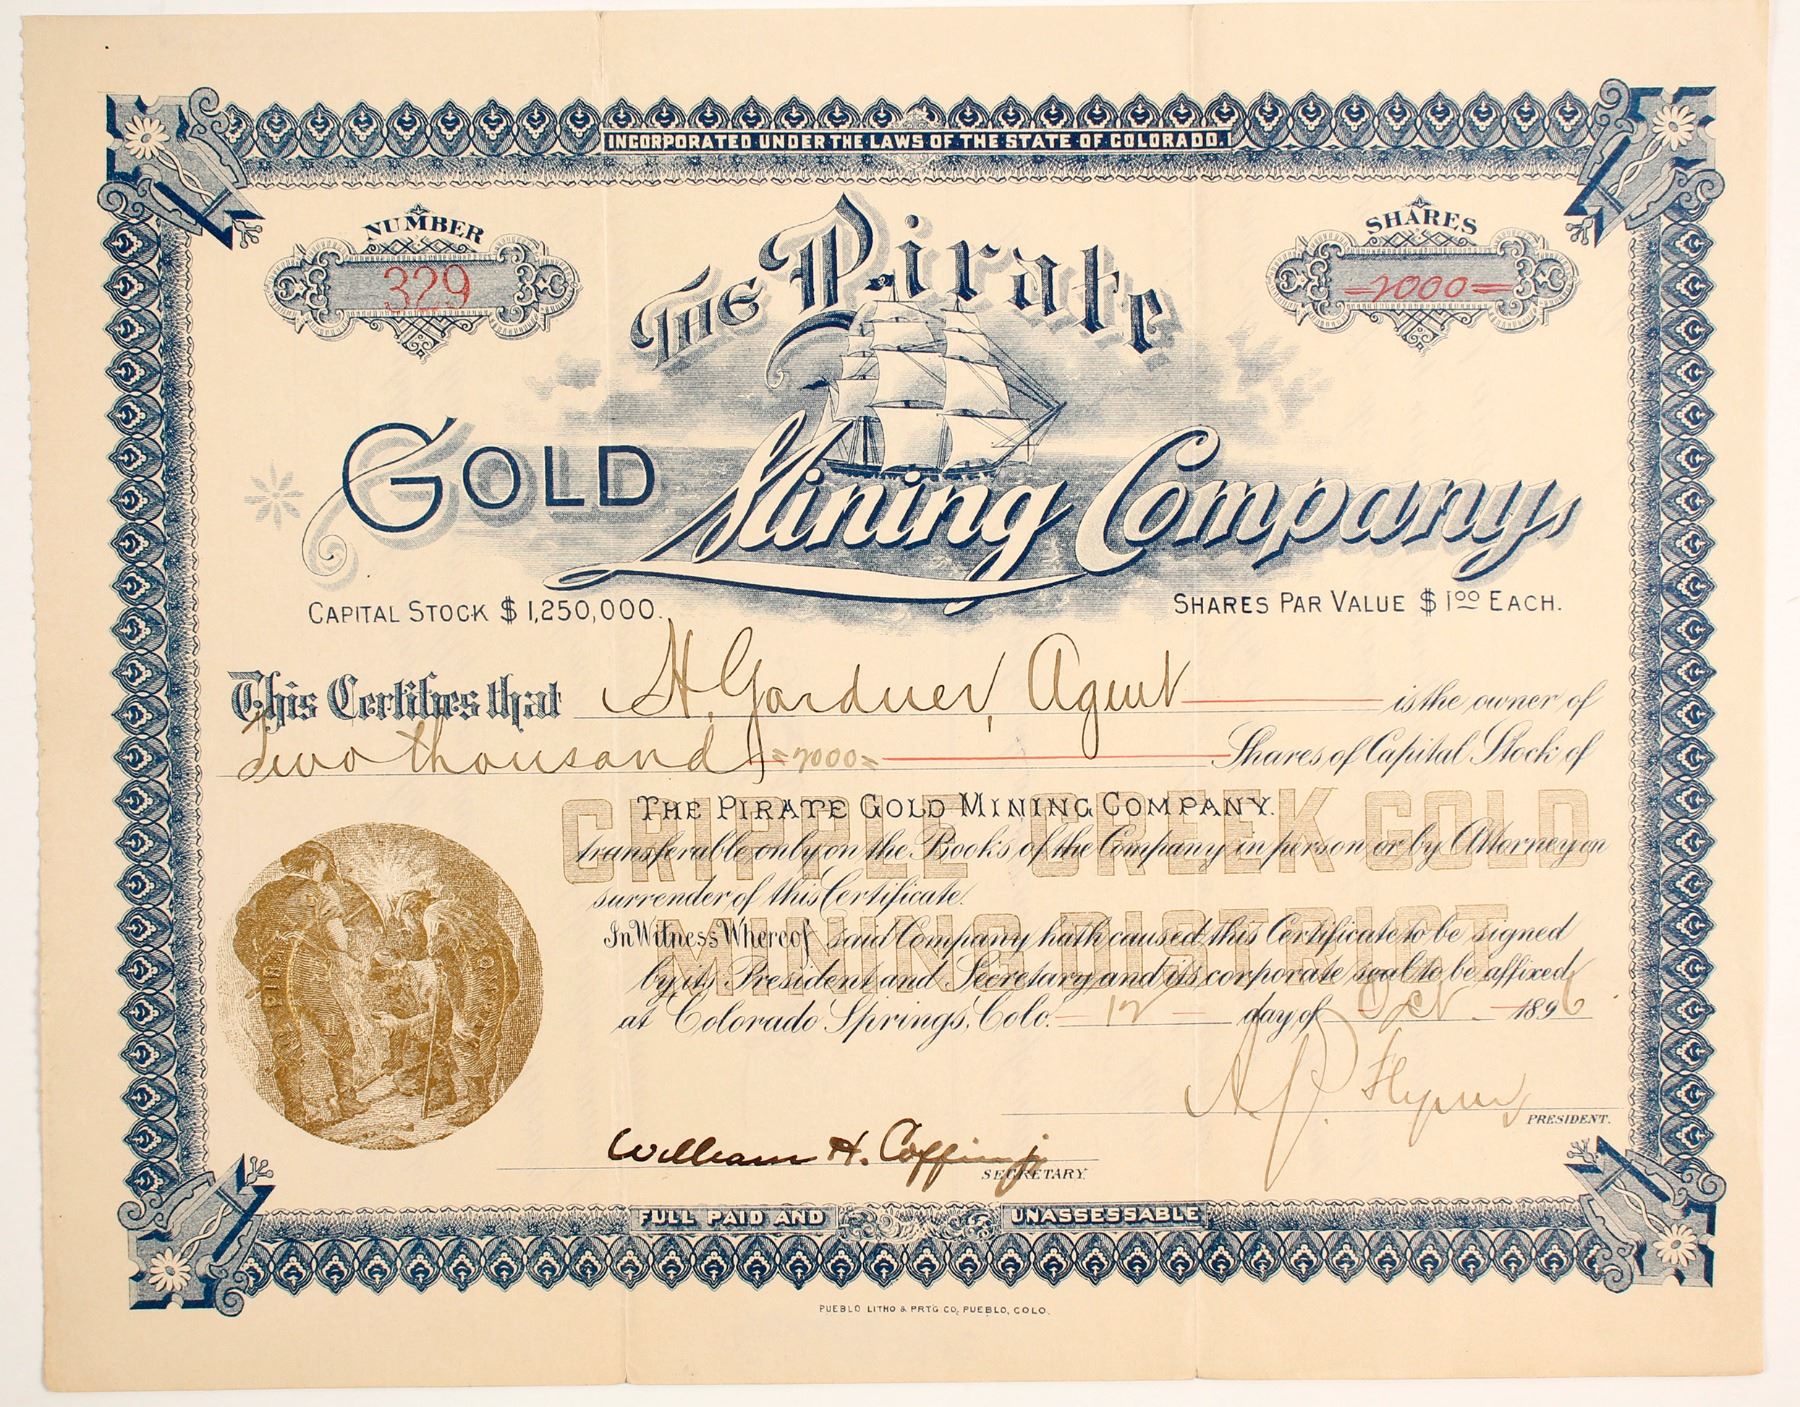 INCORPORATED UNDER THE LAWS OF THE STATE OF COLORADO.
NUMBER
329
SHARES
=2000=
THE Pirate
GOLD Mining Company,
CAPITAL STOCK $1,250,000.
SHARES PAR VALUE $1.00 EACH.
This Certifies that H. Gardner, Agent is the owner of
Two thousand =2000= Shares of Capital Stock of
THE PIRATE GOLD MINING COMPANY.
CRIPPLE CREEK GOLD
transferable only on the Books of the Company in person or by Attorney on
surrender of this Certificate.
MINING DISTRICT
In Witness Whereof said Company hath caused this Certificate to be signed
by its President and Secretary and its corporate seal to be affixed
at Colorado Springs, Colo. 12 day of Oct. 1896
PRESIDENT.
William H. Coffin Jr
SECRETARY
FULL PAID AND UNASSESSABLE
PUEBLO LITHO & PRTG CO, PUEBLO, COLO.